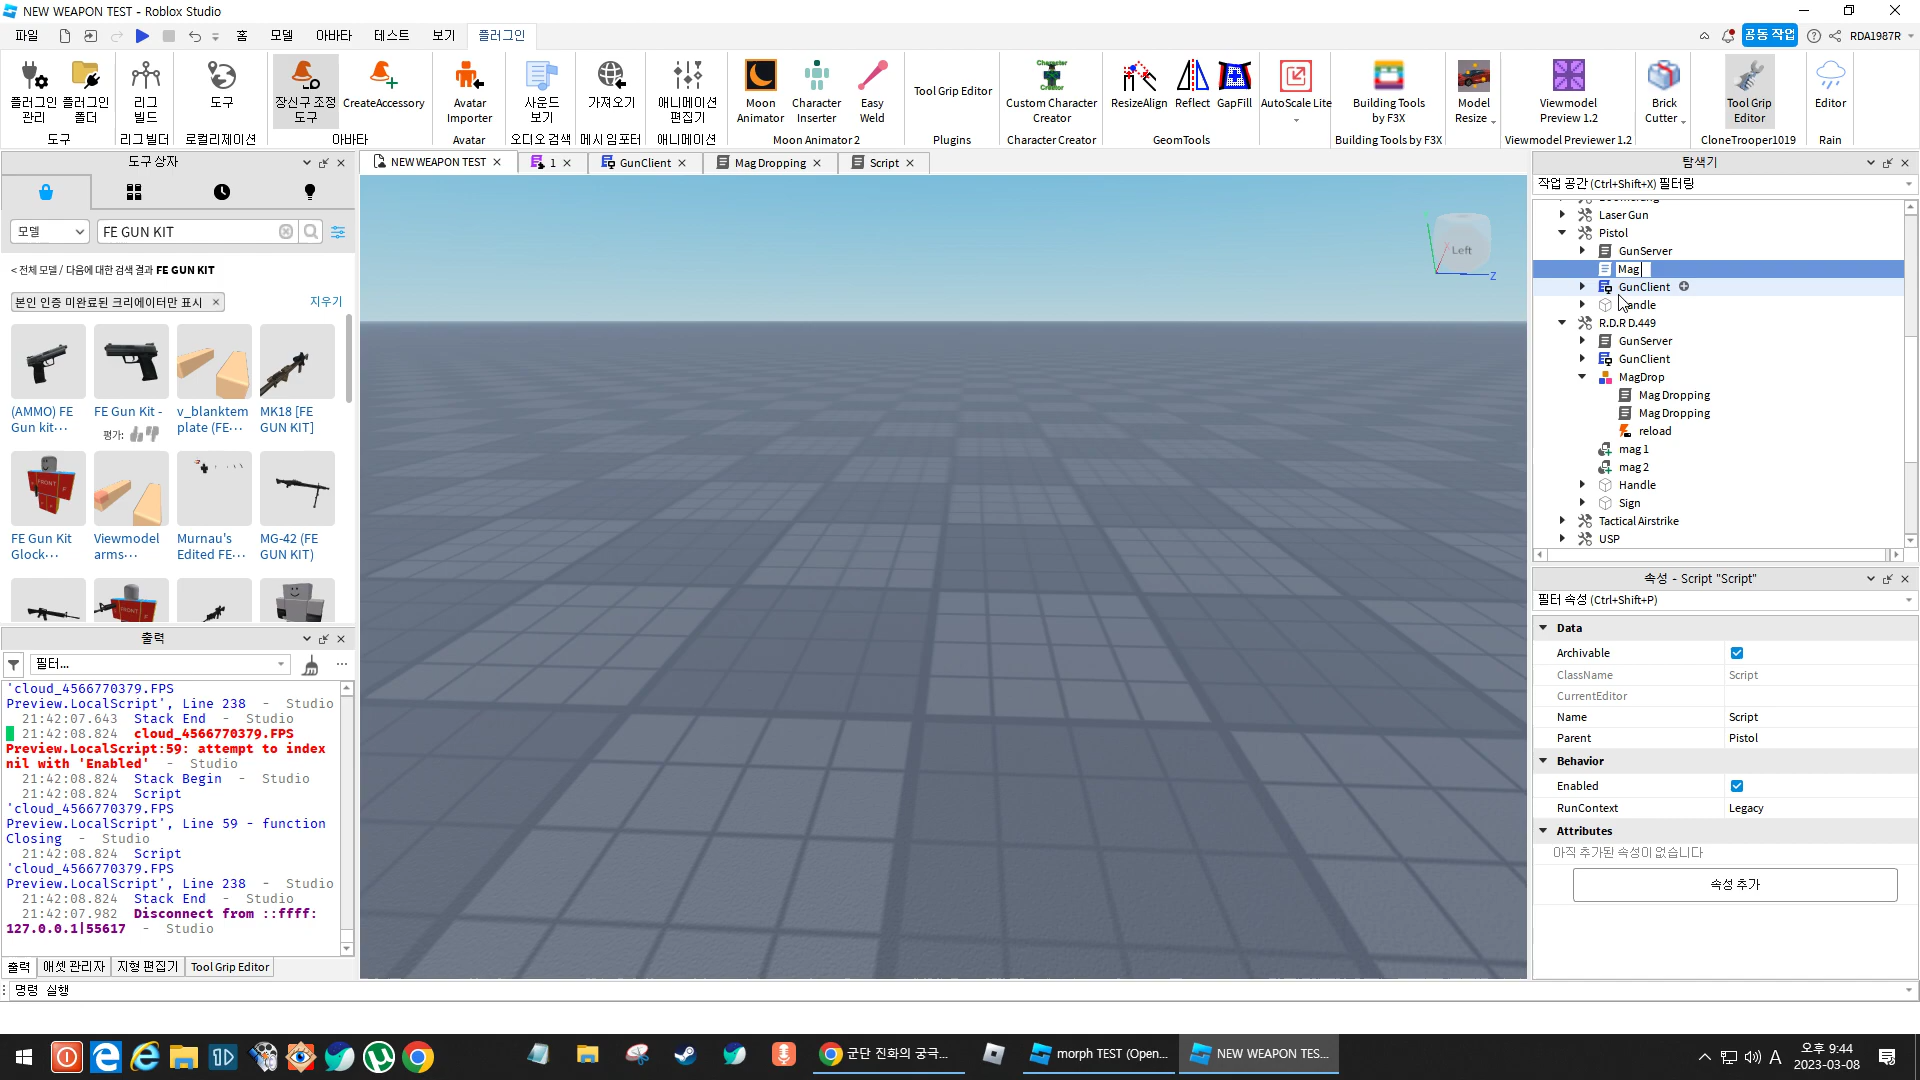 NEW WEAPON TEST - Roblox Studio
파일
홈
모델
아바타
테스트
보기
플러그인
공동 작업
RDA1987R
플러그인 관리
플러그인 폴더
리그 빌드
도구
장신구 조정 도구
CreateAccessory
Avatar Importer
사운드 보기
가져오기
애니메이션 편집기
Moon Animator
Character Inserter
Easy Weld
Tool Grip Editor
Custom Character Creator
ResizeAlign
Reflect
GapFill
AutoScale Lite
Building Tools by F3X
Model Resize
Viewmodel Preview 1.2
Brick Cutter
Tool Grip Editor
Editor
도구
리그 빌더
로컬리제이션
아바타
Avatar
오디오 검색
메시 임포터
애니메이션
Moon Animator 2
Plugins
Character Creator
GeomTools
Building Tools by F3X
Viewmodel Previewer 1.2
CloneTrooper1019
Rain
도구 상자
NEW WEAPON TEST
1
GunClient
Mag Dropping
Script
탐색기
작업 공간 (Ctrl+Shift+X) 필터링
모델
FE GUN KIT
< 전체 모델 / 다음에 대한 검색 결과 FE GUN KIT
본인 인증 미완료된 크리에이터만 표시
지우기
(AMMO) FE Gun kit…
FE Gun Kit -
평가:
v_blanktem plate (FE…
MK18 [FE GUN KIT]
FE Gun Kit Glock…
Viewmodel arms…
Murnau's Edited FE…
MG-42 (FE GUN KIT)
Laser Gun
Pistol
GunServer
Mag
GunClient
Handle
R.D.R D.449
GunServer
GunClient
MagDrop
Mag Dropping
Mag Dropping
reload
mag 1
mag 2
Handle
Sign
Tactical Airstrike
USP
Left
Z
출력
필터...
'cloud_4566770379.FPS
Preview.LocalScript', Line 238 - Studio
21:42:07.643 Stack End - Studio
21:42:08.824 cloud_4566770379.FPS
Preview.LocalScript:59: attempt to index
nil with 'Enabled' - Studio
21:42:08.824 Stack Begin - Studio
21:42:08.824 Script
'cloud_4566770379.FPS
Preview.LocalScript', Line 59 - function
Closing - Studio
21:42:08.824 Script
'cloud_4566770379.FPS
Preview.LocalScript', Line 238 - Studio
21:42:08.824 Stack End - Studio
21:42:07.982 Disconnect from ::ffff:
127.0.0.1|55617 - Studio
출력
애셋 관리자
지형 편집기
Tool Grip Editor
명령 실행
속성 - Script "Script"
필터 속성 (Ctrl+Shift+P)
Data
Archivable
ClassName Script
CurrentEditor
Name Script
Parent Pistol
Behavior
Enabled
RunContext Legacy
Attributes
아직 추가된 속성이 없습니다
속성 추가
군단 진화의 궁극...
morph TEST (Open...
NEW WEAPON TES...
A
오후 9:44
2023-03-08